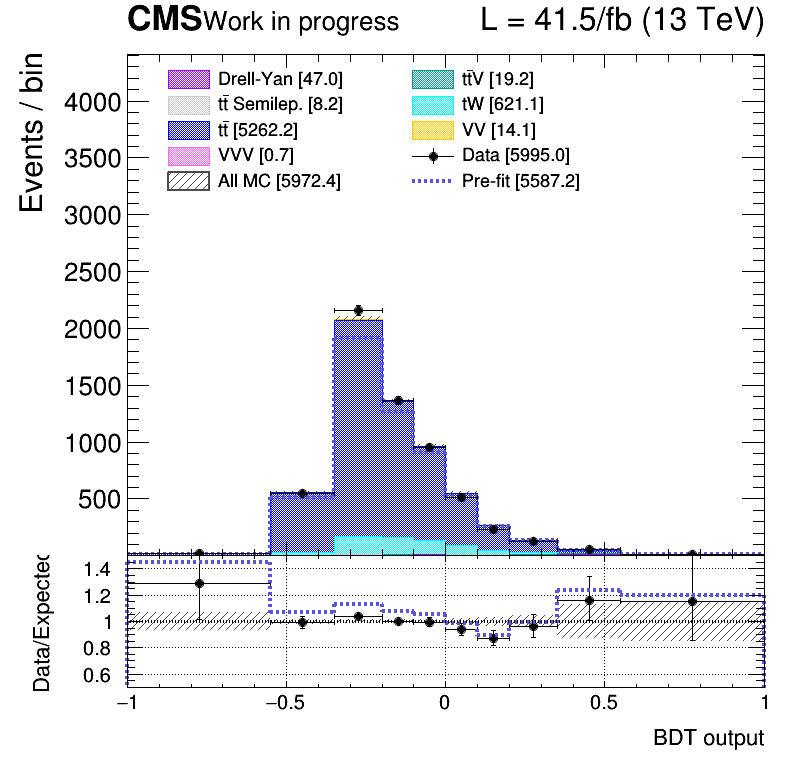 CMS Work in progress L = 41.5/fb (13 TeV)
Events / bin
Drell-Yan [47.0] tt̄V [19.2]
tt̄ Semilep. [8.2] tW [621.1]
tt̄ [5262.2] VV [14.1]
VVV [0.7] Data [5995.0]
All MC [5972.4] Pre-fit [5587.2]
4000
3500
3000
2500
2000
1500
1000
500
Data/Expected
1.4
1.2
1
0.8
0.6
−1 −0.5 0 0.5 1
BDT output